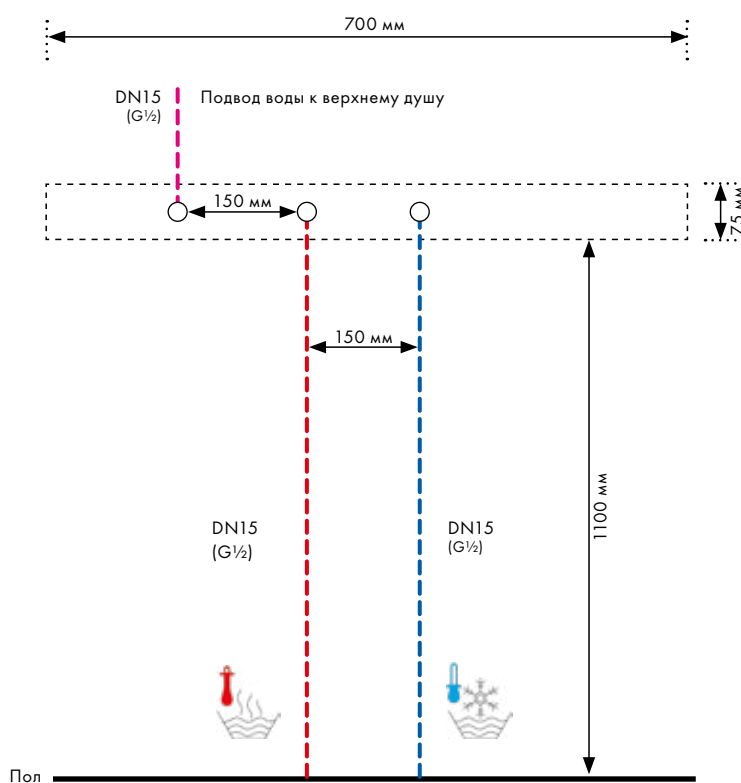 700 мм
DN15 Подвод воды к верхнему душу
(G½)
150 мм
75 мм
150 мм
1100 мм
DN15
(G½)
DN15
(G½)
Пол